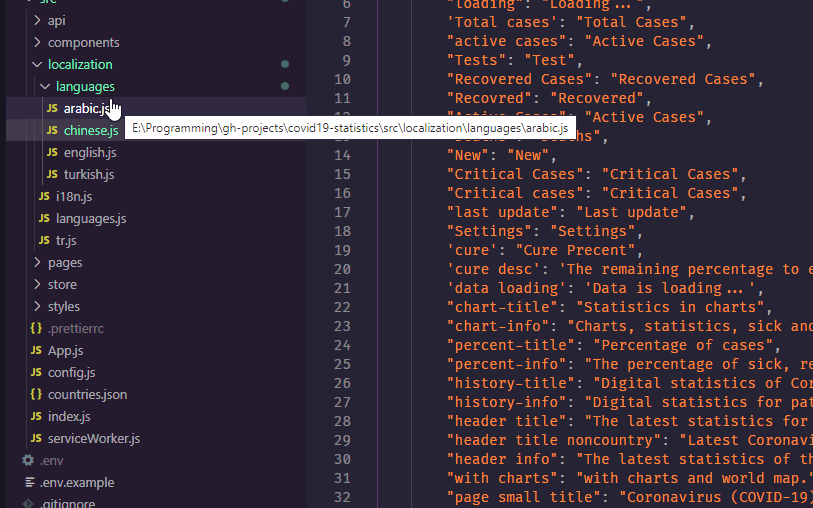 src
api
components
localization
languages
JS arabic.js
JS chinese.js
E:\Programming\gh-projects\covid19-statistics\src\localization\languages\arabic.js
JS english.js
JS turkish.js
JS i18n.js
JS languages.js
JS tr.js
pages
store
styles
{} .prettierrc
JS App.js
JS config.js
{} countries.json
JS index.js
JS serviceWorker.js
.env
.env.example
.gitignore
6 "loading": "Loading...",
7 'Total cases': "Total Cases",
8 "active cases": "Active Cases",
9 "Tests": "Test",
10 "Recovered Cases": "Recovered Cases",
11 "Recovred": "Recovered",
12 "Active Cases": "Active Cases",
14 "New": "New",
15 "Critical Cases": "Critical Cases",
16 "Critical cases": "Critical Cases",
17 "last update": "Last update",
18 "Settings": "Settings",
19 'cure': "Cure Precent",
20 'cure desc': 'The remaining percentage to e
21 'data loading': 'Data is loading...',
22 "chart-title": "Statistics in charts",
23 "chart-info": "Charts, statistics, sick and
24 "percent-title": "Percentage of cases",
25 "percent-info": "The percentage of sick, re
26 "history-title": "Digital statistics of Cor
27 "history-info": "Digital statistics for pat
28 "header title": "The latest statistics for
29 "header title noncountry": "Latest Coronavi
30 "header info": "The latest statistics of th
31 "with charts": "with charts and world map."
32 "page small title": "Coronavirus (COVID-19)